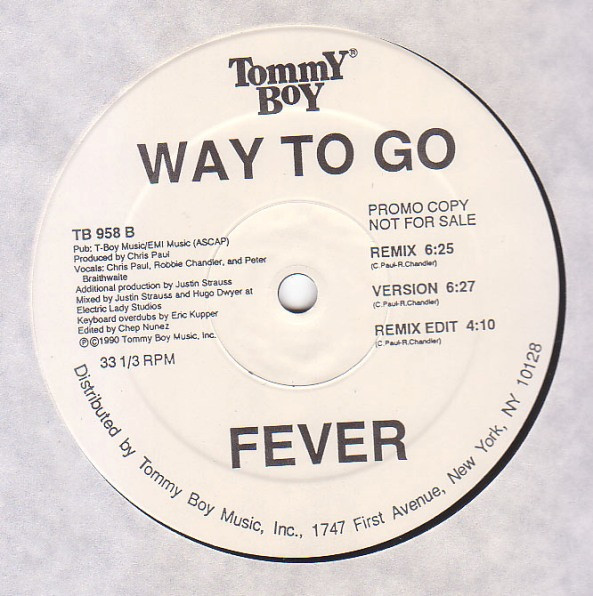 Tommy®
Boy
WAY TO GO
TB 958 B
Pub: T-Boy Music/EMI Music (ASCAP)
Produced by Chris Paul
Vocals: Chris Paul, Robbie Chandler, and Peter
Braithwaite
Additional production by Justin Strauss
Mixed by Justin Strauss and Hugo Dwyer at
Electric Lady Studios
Keyboard overdubs by Eric Kupper
Edited by Chep Nunez
℗©1990 Tommy Boy Music, Inc.
33 1/3 RPM
PROMO COPY
NOT FOR SALE
REMIX 6:25
(C.Paul-R.Chandler)
VERSION 6:27
(C.Paul-R.Chandler)
REMIX EDIT 4:10
(C.Paul-R.Chandler)
FEVER
Distributed by Tommy Boy Music, Inc., 1747 First Avenue, New York, NY 10128